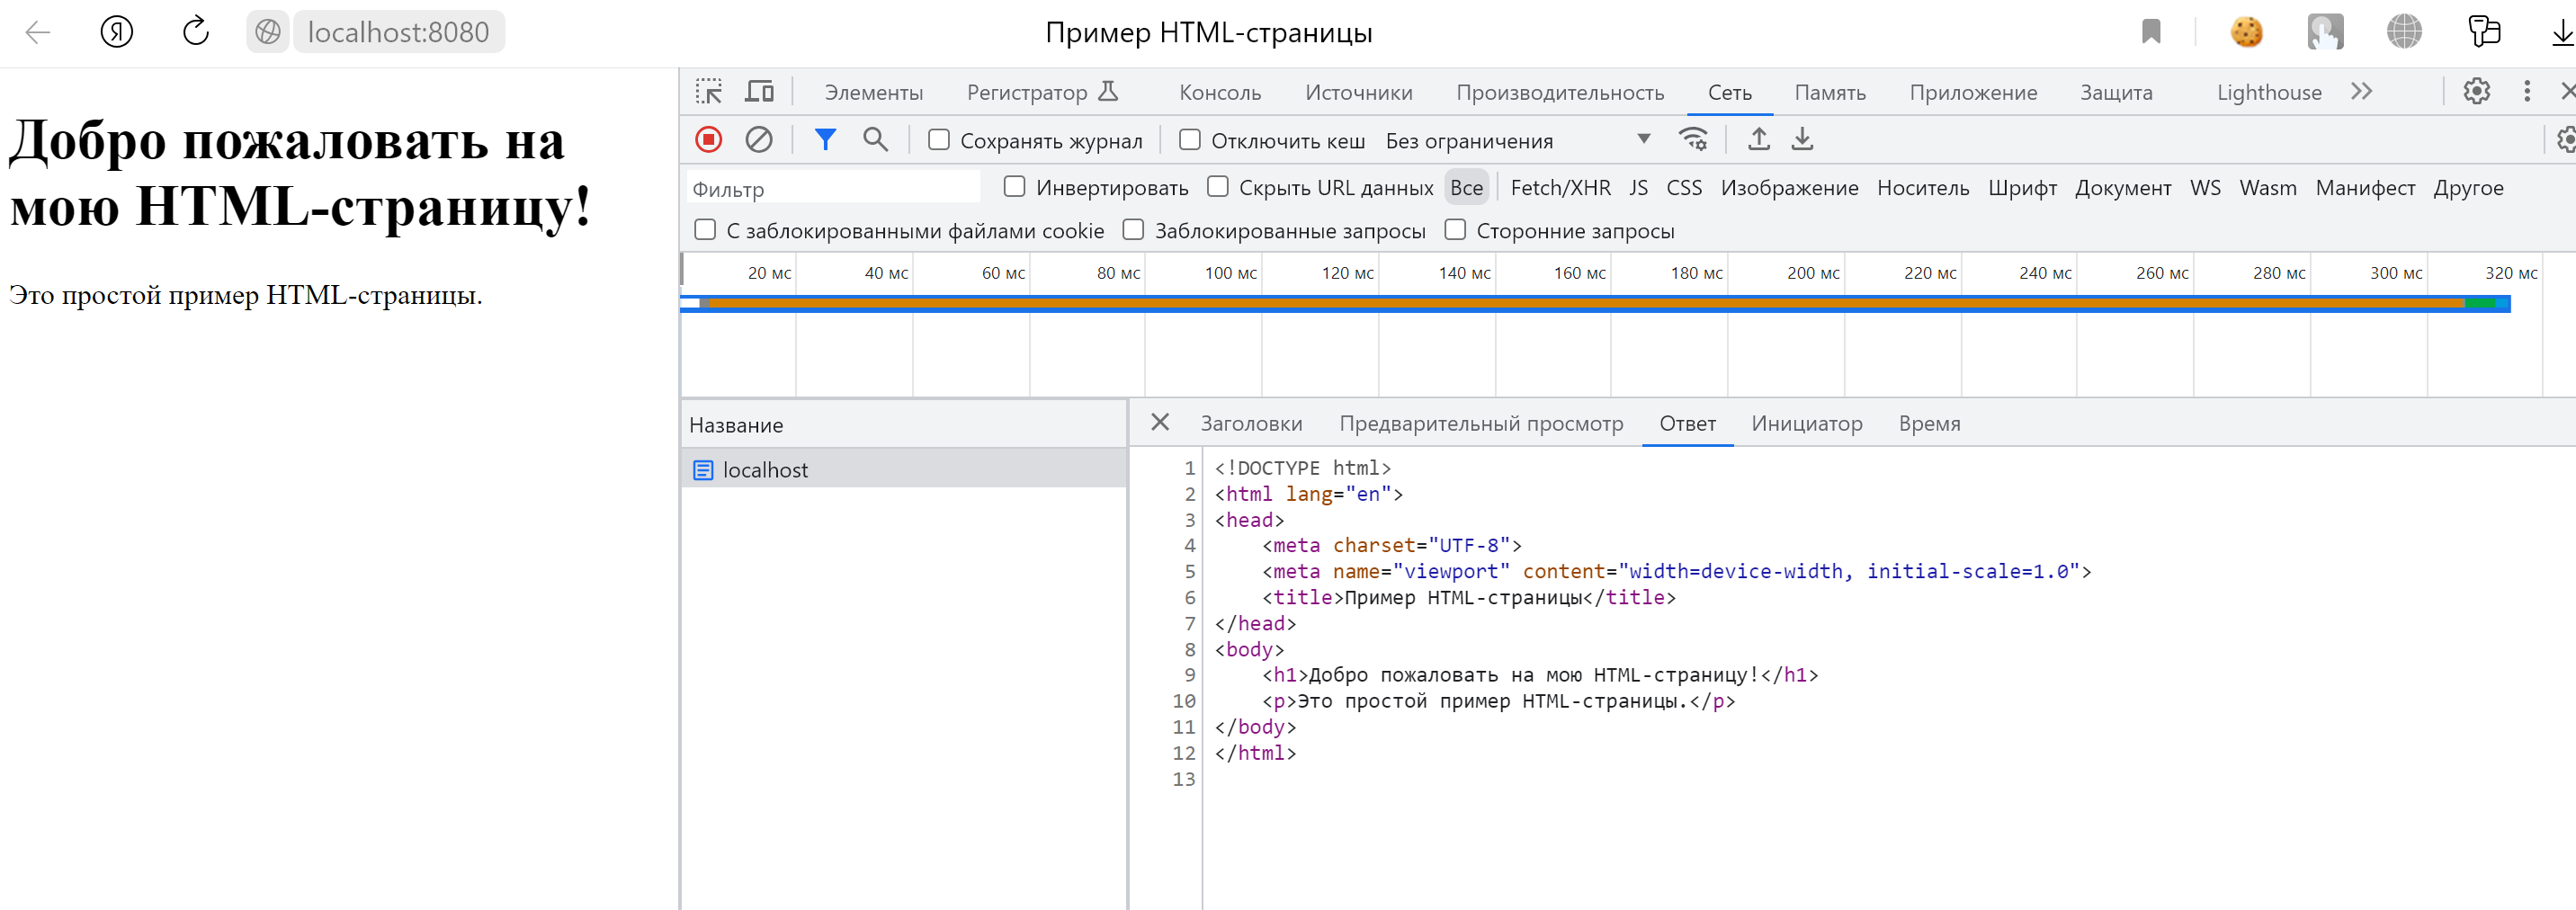 Я localhost:8080 Пример HTML-страницы
Добро пожаловать на
мою HTML-страницу!
Это простой пример HTML-страницы.
Элементы Регистратор Консоль Источники Производительность Сеть Память Приложение Защита Lighthouse
Сохранять журнал Отключить кеш Без ограничения
Фильтр Инвертировать Скрыть URL данных Все Fetch/XHR JS CSS Изображение Носитель Шрифт Документ WS Wasm Манифест Другое
С заблокированными файлами cookie Заблокированные запросы Сторонние запросы
20 мс 40 мс 60 мс 80 мс 100 мс 120 мс 140 мс 160 мс 180 мс 200 мс 220 мс 240 мс 260 мс 280 мс 300 мс 320 мс
Название
localhost
Заголовки Предварительный просмотр Ответ Инициатор Время
1 <!DOCTYPE html>
2 <html lang="en">
3 <head>
4     <meta charset="UTF-8">
5     <meta name="viewport" content="width=device-width, initial-scale=1.0">
6     <title>Пример HTML-страницы</title>
7 </head>
8 <body>
9     <h1>Добро пожаловать на мою HTML-страницу!</h1>
10     <p>Это простой пример HTML-страницы.</p>
11 </body>
12 </html>
13